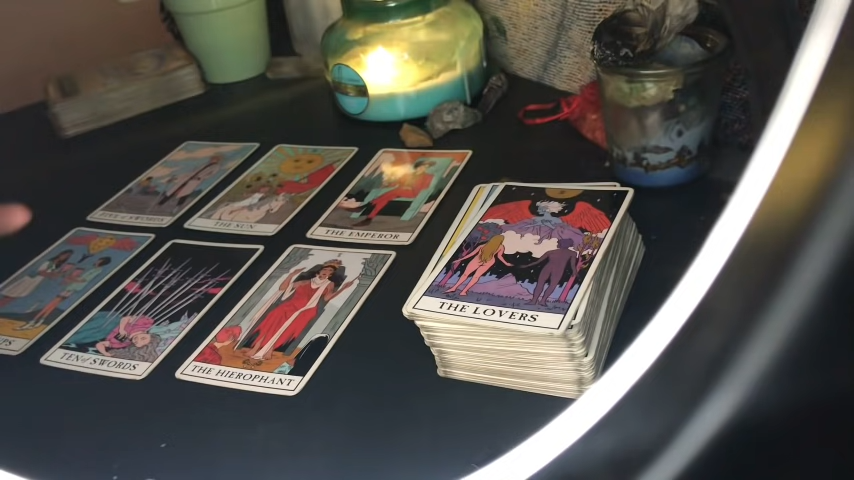 FIVE of SWORDS
THE SUN
THE EMPEROR
TEN of SWORDS
THE HIEROPHANT
THE LOVERS